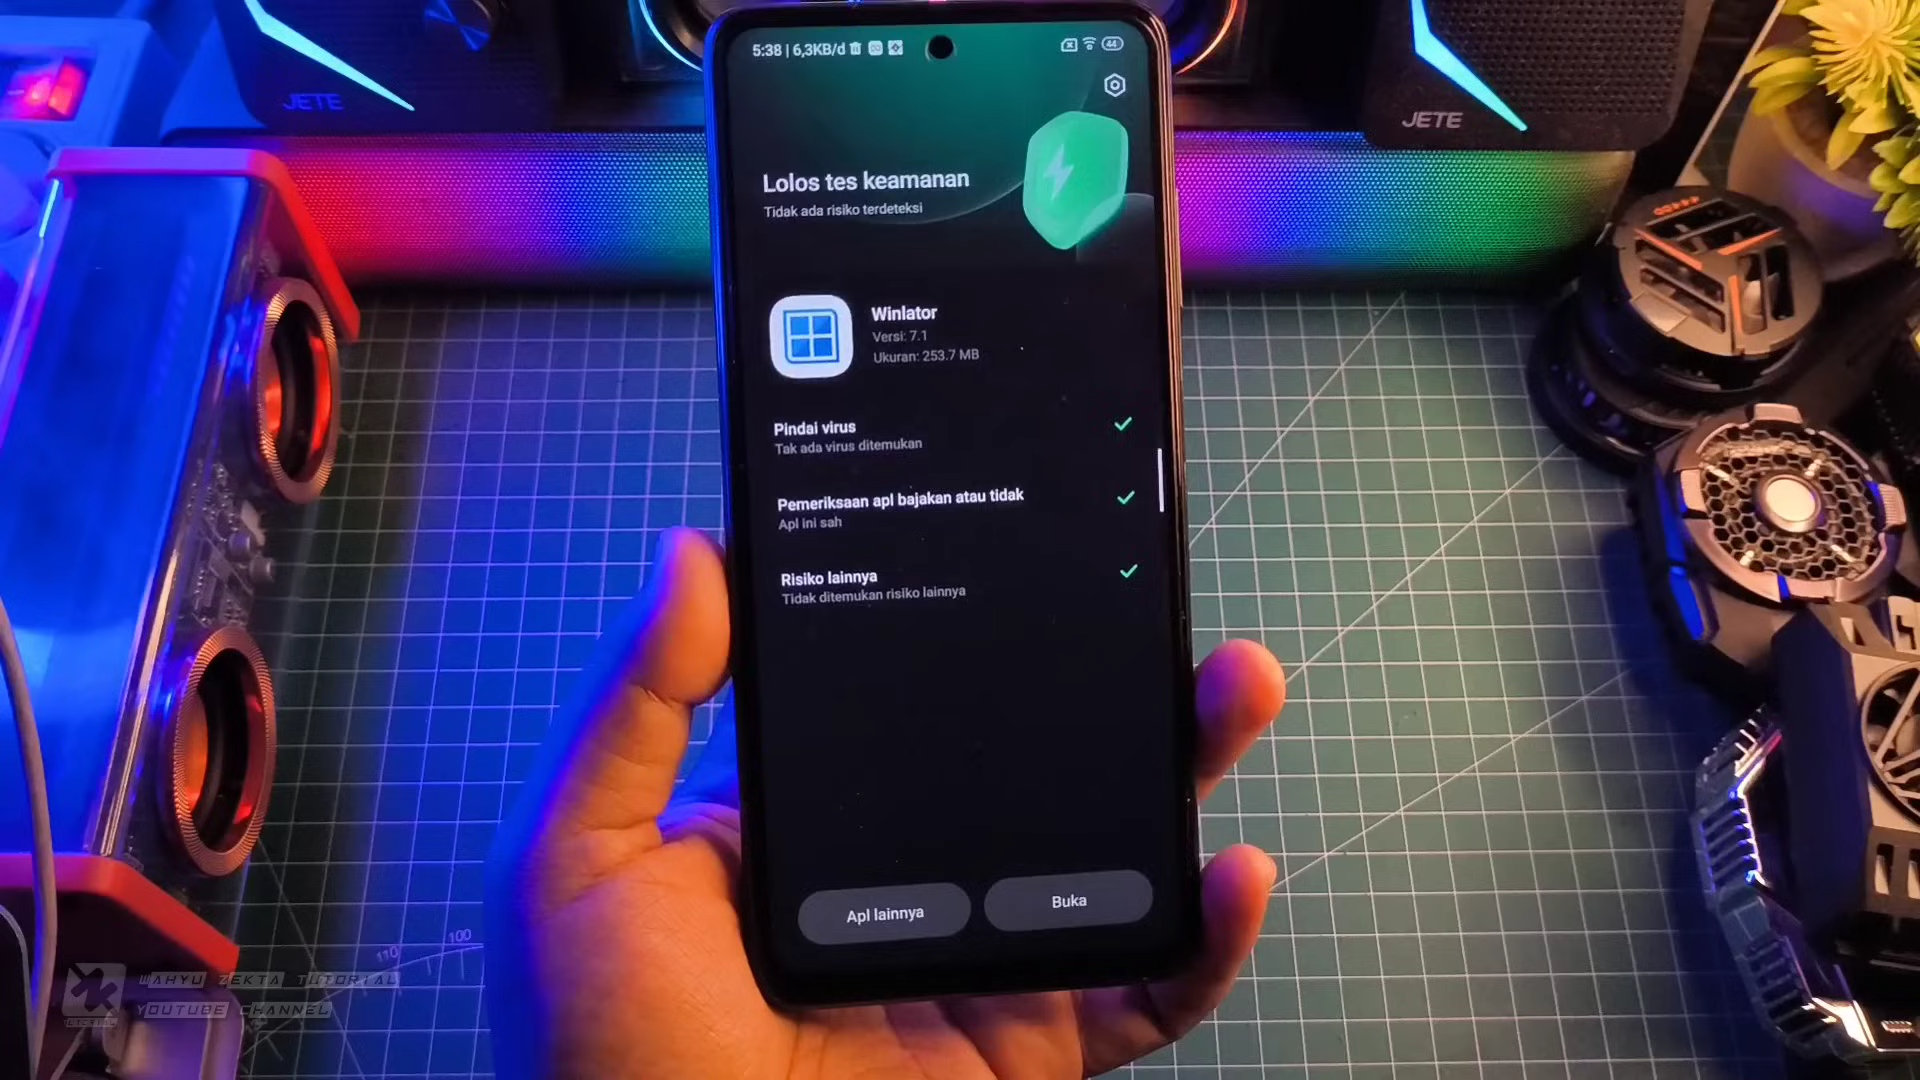 JETE
JETE
5:38 | 6,3KB/d
44
Lolos tes keamanan
Tidak ada risiko terdeteksi
Winlator
Versi: 7.1
Ukuran: 253.7 MB
Pindai virus
Tak ada virus ditemukan
Pemeriksaan apl bajakan atau tidak
Apl ini sah
Risiko lainnya
Tidak ditemukan risiko lainnya
Apl lainnya
Buka
110
100
WAHYU ZEKTA TUTORIAL
YOUTUBE CHANNEL